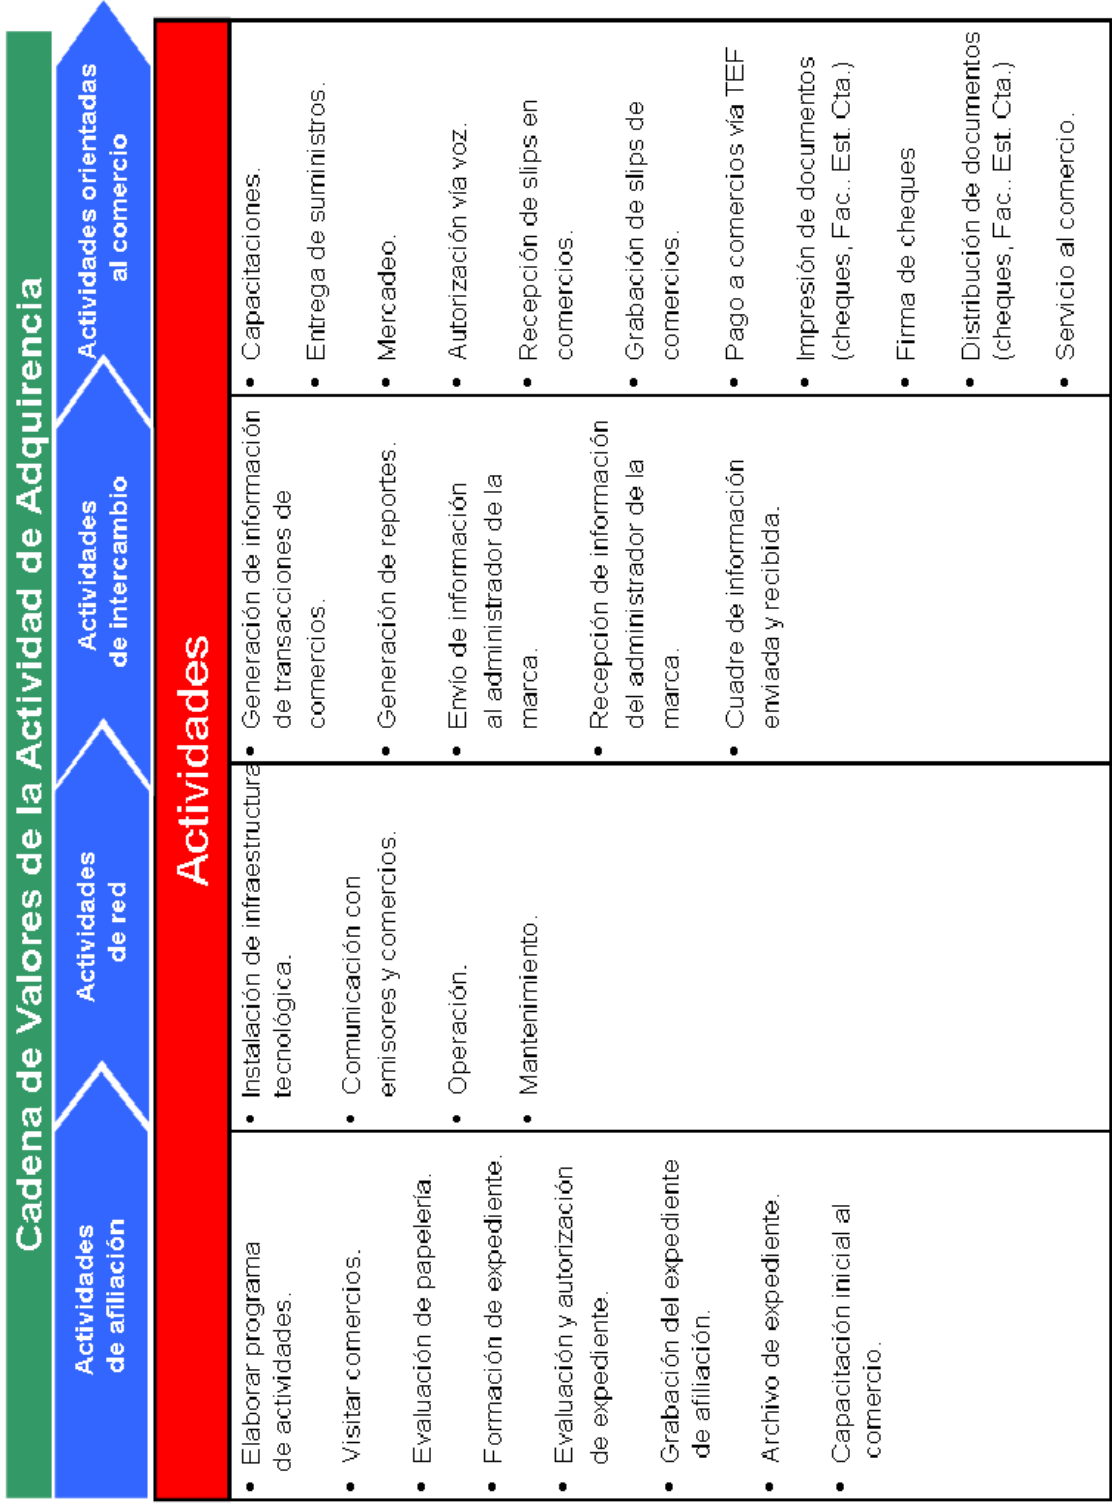 Cadena de Valores de la Actividad de Adquirencia
Actividades
de afiliación
Actividades
de red
Actividades
de intercambio
Actividades orientadas
al comercio
Actividades
• Elaborar programa
de actividades.
• Visitar comercios.
• Evaluación de papelería.
• Formación de expediente.
• Evaluación y autorización
de expediente.
• Grabación del expediente
de afiliación.
• Archivo de expediente.
• Capacitación inicial al
comercio.
• Instalación de infraestructura
tecnológica.
• Comunicación con
emisores y comercios.
• Operación.
• Mantenimiento.
• Generación de información
de transacciones de
comercios.
• Generación de reportes.
• Envío de información
al administrador de la
marca.
• Recepción de información
del administrador de la
marca.
• Cuadre de información
enviada y recibida.
• Capacitaciones.
• Entrega de suministros.
• Mercadeo.
• Autorización vía voz.
• Recepción de slips en
comercios.
• Grabación de slips de
comercios.
• Pago a comercios vía TEF
• Impresión de documentos
(cheques, Fac.. Est. Cta.)
• Firma de cheques
• Distribución de documentos
(cheques, Fac.. Est. Cta.)
• Servicio al comercio.